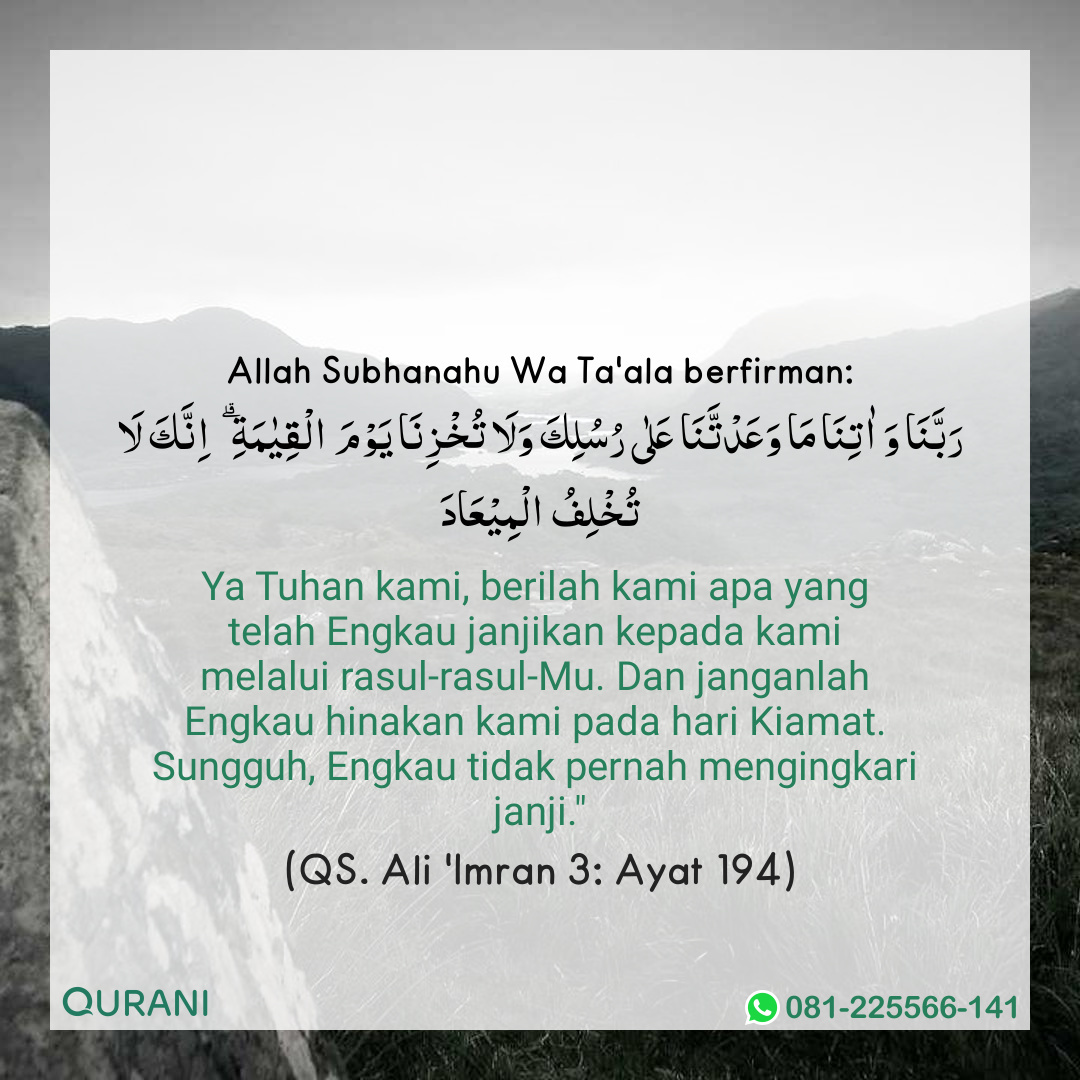 Allah Subhanahu Wa Ta'ala berfirman:
رَبَّنَا وَ اٰتِنَا مَا وَعَدْتَّنَا عَلٰى رُسُلِكَ وَلَا تُخْزِنَا يَوْمَ الْقِيٰمَةِ ۗ اِنَّكَ لَا
تُخْلِفُ الْمِيْعَادَ
Ya Tuhan kami, berilah kami apa yang
telah Engkau janjikan kepada kami
melalui rasul-rasul-Mu. Dan janganlah
Engkau hinakan kami pada hari Kiamat.
Sungguh, Engkau tidak pernah mengingkari
janji."
(QS. Ali 'Imran 3: Ayat 194)
QURANI
081-225566-141